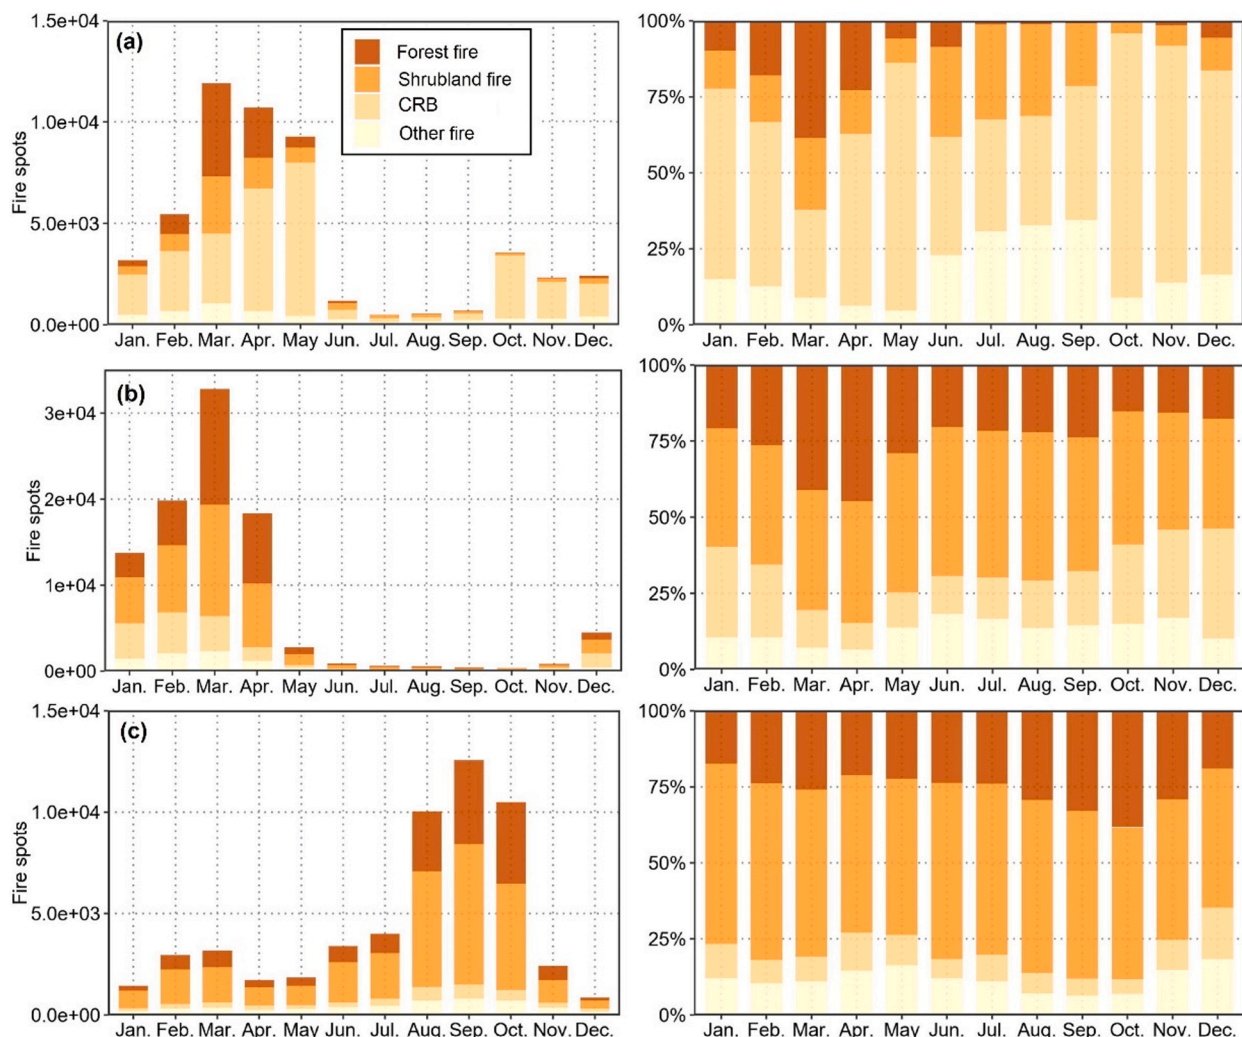 (a)
Forest fire
Shrubland fire
CRB
Other fire
Fire spots
1.5e+04
1.0e+04
5.0e+03
0.0e+00
Jan. Feb. Mar. Apr. May Jun. Jul. Aug. Sep. Oct. Nov. Dec.
100%
75%
50%
25%
0%
Jan. Feb. Mar. Apr. May Jun. Jul. Aug. Sep. Oct. Nov. Dec.
(b)
Fire spots
3e+04
2e+04
1e+04
0e+00
Jan. Feb. Mar. Apr. May Jun. Jul. Aug. Sep. Oct. Nov. Dec.
100%
75%
50%
25%
0%
Jan. Feb. Mar. Apr. May Jun. Jul. Aug. Sep. Oct. Nov. Dec.
(c)
Fire spots
1.5e+04
1.0e+04
5.0e+03
0.0e+00
Jan. Feb. Mar. Apr. May Jun. Jul. Aug. Sep. Oct. Nov. Dec.
100%
75%
50%
25%
0%
Jan. Feb. Mar. Apr. May Jun. Jul. Aug. Sep. Oct. Nov. Dec.